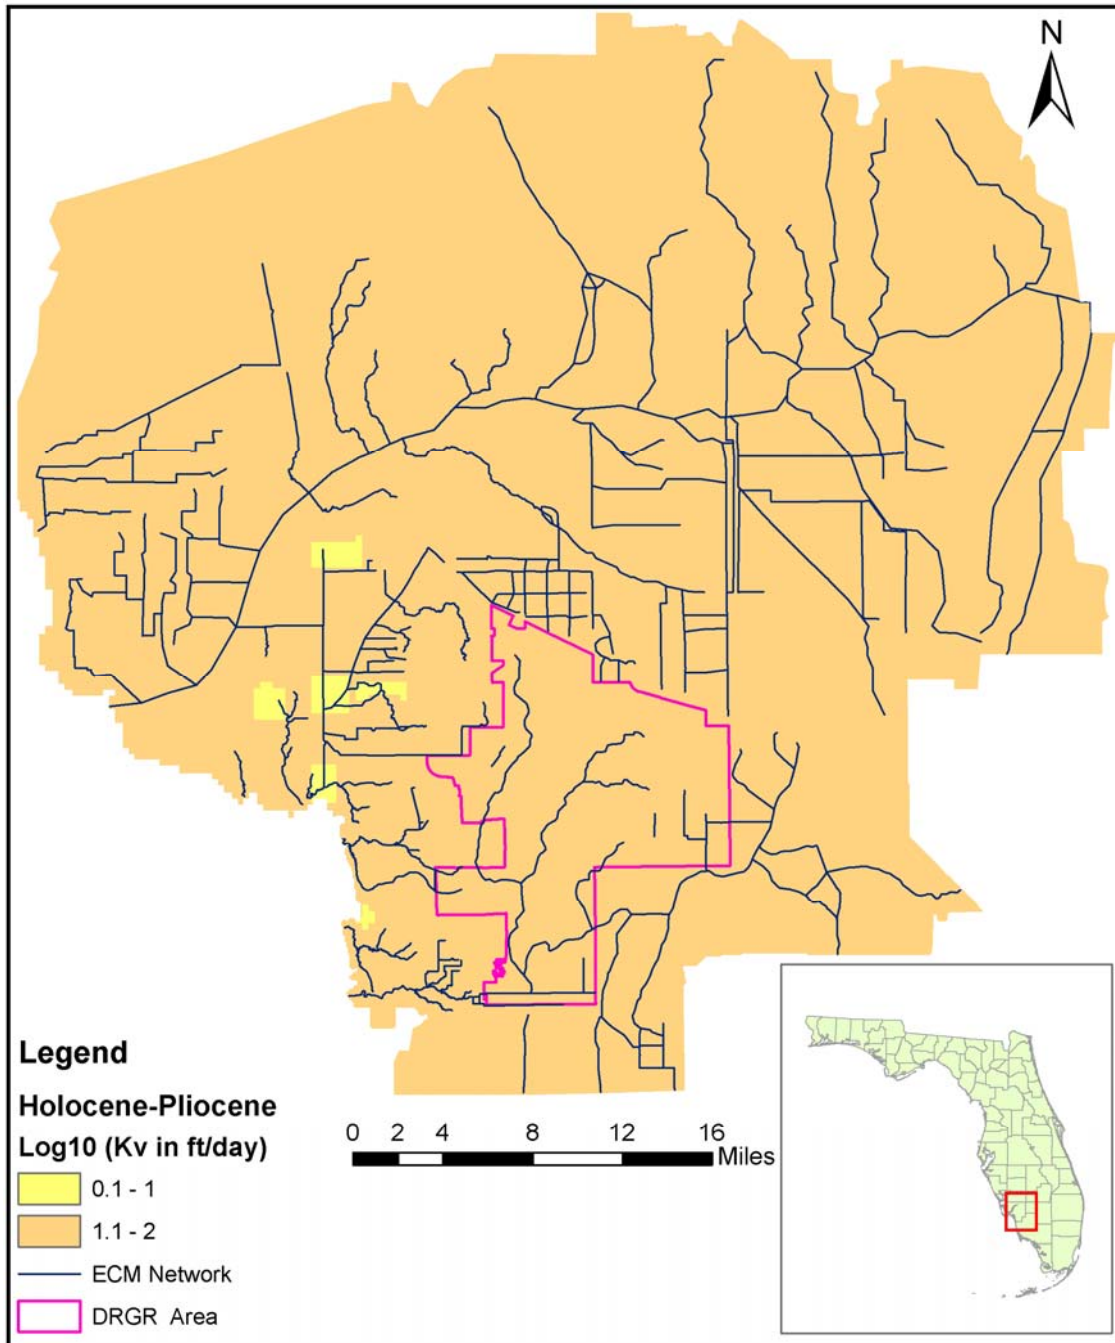 N
Legend
Holocene-Pliocene
Log10 (Kv in ft/day)
0.1 - 1
1.1 - 2
ECM Network
DRGR Area
0 2 4 8 12 16
Miles